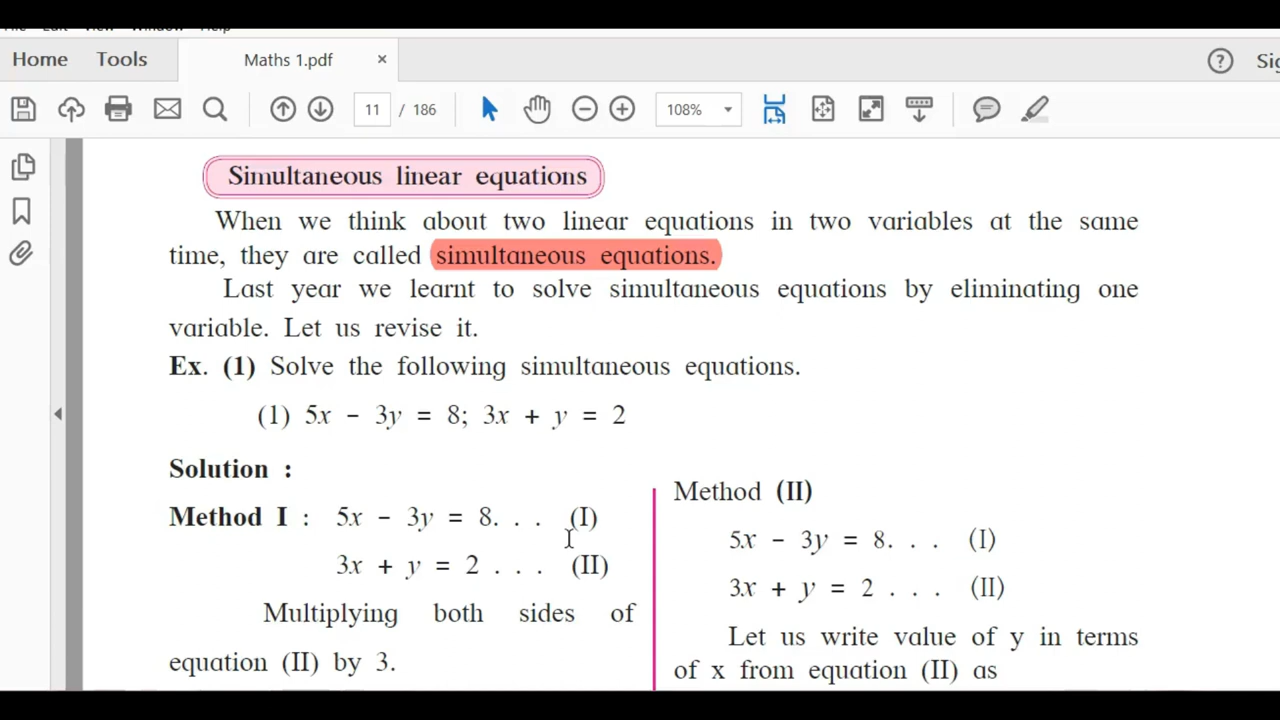 Home Tools Maths 1.pdf ×
11 / 186 108%
Simultaneous linear equations
When we think about two linear equations in two variables at the same
time, they are called simultaneous equations.
Last year we learnt to solve simultaneous equations by eliminating one
variable. Let us revise it.
Ex. (1) Solve the following simultaneous equations.
(1) 5x - 3y = 8; 3x + y = 2
Solution :
Method I : 5x - 3y = 8. . . (I)
3x + y = 2 . . . (II)
Multiplying both sides of
equation (II) by 3.
Method (II)
5x - 3y = 8. . . (I)
3x + y = 2 . . . (II)
Let us write value of y in terms
of x from equation (II) as